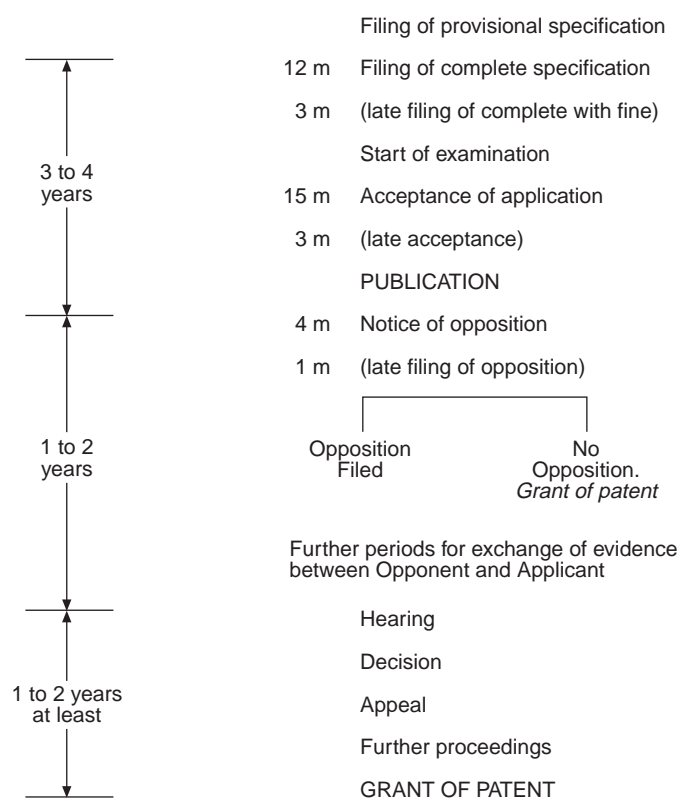 Filing of provisional specification
12 m Filing of complete specification
3 m (late filing of complete with fine)
Start of examination
3 to 4
years
15 m Acceptance of application
3 m (late acceptance)
PUBLICATION
4 m Notice of opposition
1 m (late filing of opposition)
1 to 2
years
Opposition
Filed
No
Opposition.
Grant of patent
Further periods for exchange of evidence
between Opponent and Applicant
Hearing
Decision
1 to 2 years
at least
Appeal
Further proceedings
GRANT OF PATENT